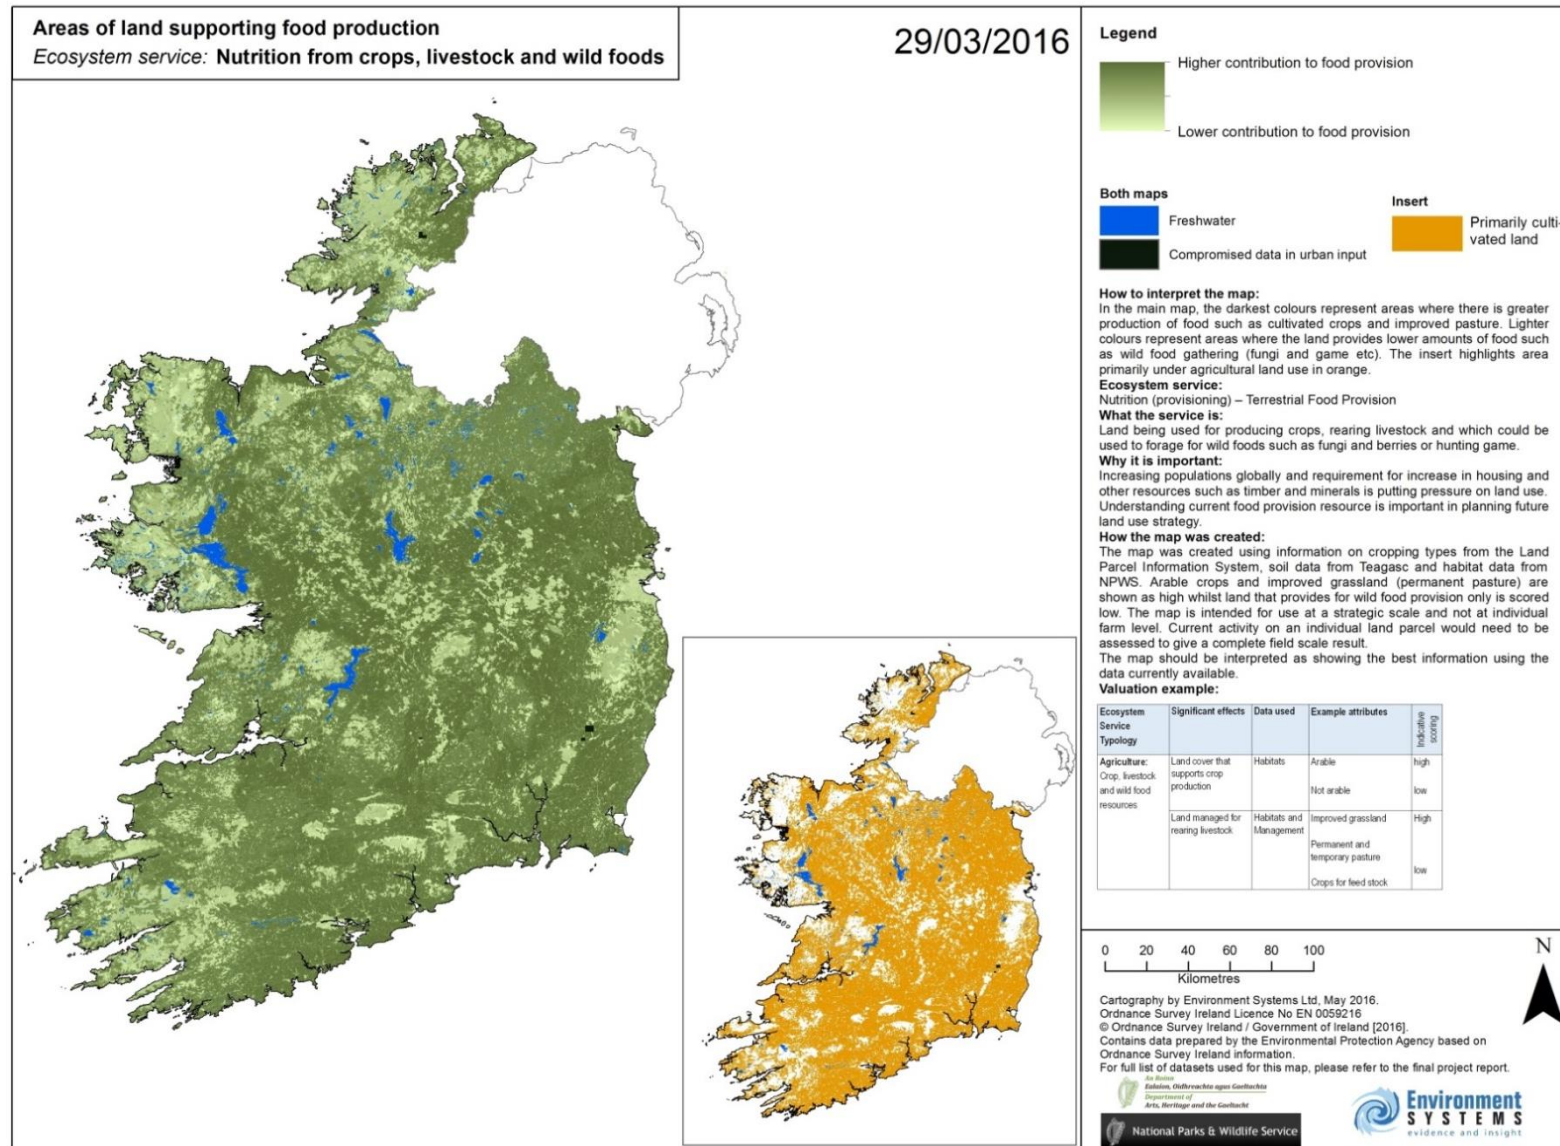 Areas of land supporting food production
Ecosystem service: Nutrition from crops, livestock and wild foods
29/03/2016
Legend
Higher contribution to food provision
Lower contribution to food provision
Both maps
Freshwater
Compromised data in urban input
Insert
Primarily culti-
vated land
How to interpret the map:
In the main map, the darkest colours represent areas where there is greater
production of food such as cultivated crops and improved pasture. Lighter
colours represent areas where the land provides lower amounts of food such
as wild food gathering (fungi and game etc). The insert highlights area
primarily under agricultural land use in orange.
Ecosystem service:
Nutrition (provisioning) – Terrestrial Food Provision
What the service is:
Land being used for producing crops, rearing livestock and which could be
used to forage for wild foods such as fungi and berries or hunting game.
Why it is important:
Increasing populations globally and requirement for increase in housing and
other resources such as timber and minerals is putting pressure on land use.
Understanding current food provision resource is important in planning future
land use strategy.
How the map was created:
The map was created using information on cropping types from the Land
Parcel Information System, soil data from Teagasc and habitat data from
NPWS. Arable crops and improved grassland (permanent pasture) are
shown as high whilst land that provides for wild food provision only is scored
low. The map is intended for use at a strategic scale and not at individual
farm level. Current activity on an individual land parcel would need to be
assessed to give a complete field scale result.
The map should be interpreted as showing the best information using the
data currently available.
Valuation example:
Ecosystem Service Typology Significant effects Data used Example attributes Indicative scoring
Agriculture: Crop, livestock and wild food resources
Land cover that supports crop production Habitats Arable high
Not arable low
Land managed for rearing livestock Habitats and Management Improved grassland High
Permanent and temporary pasture
low
Crops for feed stock
0 20 40 60 80 100
Kilometres
N
Cartography by Environment Systems Ltd, May 2016.
Ordnance Survey Ireland Licence No EN 0059216
© Ordnance Survey Ireland / Government of Ireland [2016].
Contains data prepared by the Environmental Protection Agency based on
Ordnance Survey Ireland information.
For full list of datasets used for this map, please refer to the final project report.
An Roinn
Ealaíon, Oidhreachta agus Gaeltachta
Department of
Arts, Heritage and the Gaeltacht
National Parks & Wildlife Service
Environment
SYSTEMS
evidence and insight